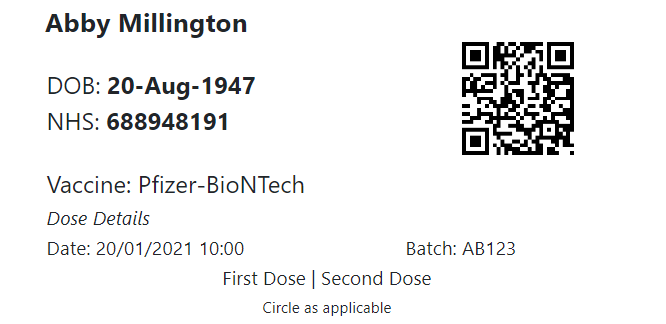 Abby Millington
DOB: 20-Aug-1947
NHS: 688948191
Vaccine: Pfizer-BioNTech
Dose Details
Date: 20/01/2021 10:00 Batch: AB123
First Dose | Second Dose
Circle as applicable